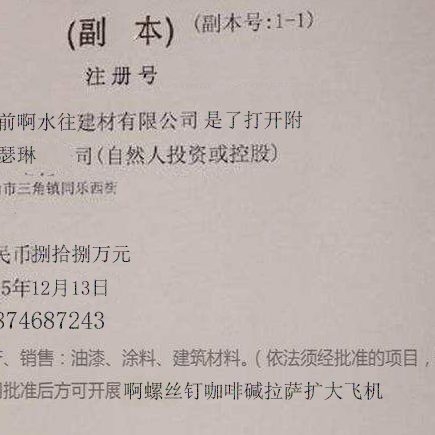 (副 本) (副本号:1-1)
注册号
前啊水往建材有限公司 是了打开附
瑟琳 司(自然人投资或控股)
市三角镇同乐西街
民币捌拾捌万元
5年12月13日
874687243
、销售:油漆、涂料、建筑材料。(依法须经批准的项目,
批准后方可开展 啊螺丝钉咖啡碱拉萨扩大飞机